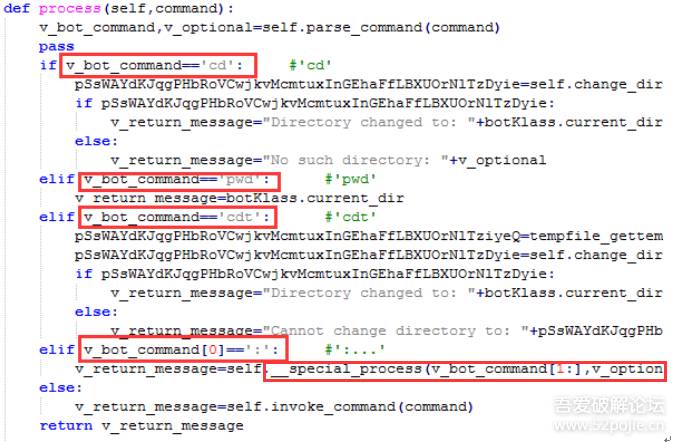 def process(self,command):
v_bot_command,v_optional=self.parse_command(command)
pass
if v_bot_command=='cd': #'cd'
pSsWAYdKJqgPHbRoVCwjkvMcmtuxInGEhaFfLBXUOrNlTzDyie=self.change_dir
if pSsWAYdKJqgPHbRoVCwjkvMcmtuxInGEhaFfLBXUOrNlTzDyie:
v_return_message="Directory changed to: "+botKlass.current_dir
else:
v_return_message="No such directory: "+v_optional
elif v_bot_command=='pwd': #'pwd'
v_return_message=botKlass.current_dir
elif v_bot_command=='cdt': #'cdt'
pSsWAYdKJqgPHbRoVCwjkvMcmtuxInGEhaFfLBXUOrNlTziyeQ=tempfile_gettem
pSsWAYdKJqgPHbRoVCwjkvMcmtuxInGEhaFfLBXUOrNlTzDyie=self.change_dir
if pSsWAYdKJqgPHbRoVCwjkvMcmtuxInGEhaFfLBXUOrNlTzDyie:
v_return_message="Directory changed to: "+botKlass.current_dir
else:
v_return_message="Cannot change directory to: "+pSsWAYdKJqgPHb
elif v_bot_command[0]==':': #':...'
v_return_message=self.__special_process(v_bot_command[1:],v_option
else:
v_return_message=self.invoke_command(command)
return v_return_message
吾爱破解论坛
www.52pojie.cn